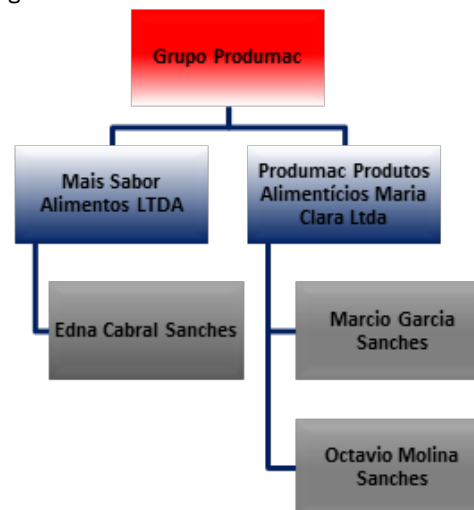 Grupo Produmac
Mais Sabor
Alimentos LTDA
Produmac Produtos
Alimentícios Maria
Clara Ltda
Edna Cabral Sanches
Marcio Garcia
Sanches
Octavio Molina
Sanches